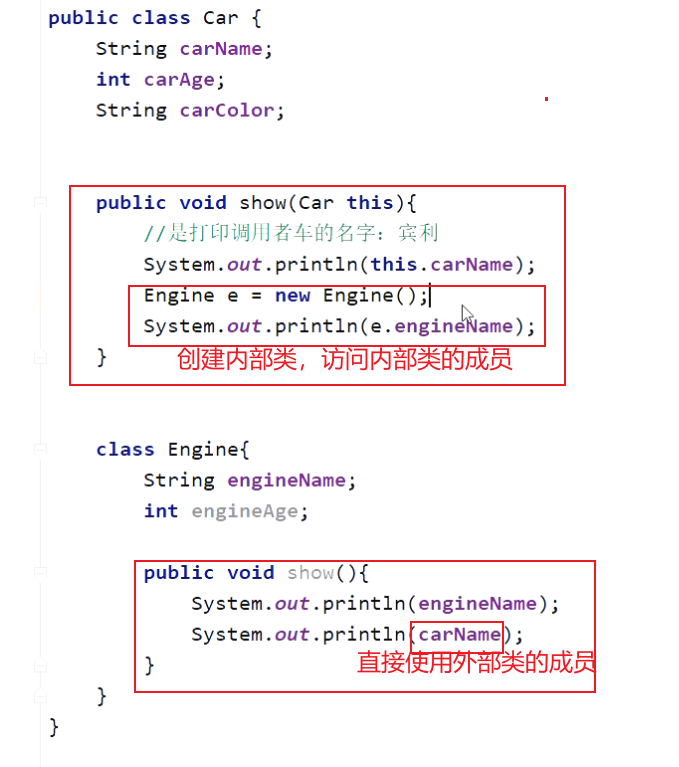 public class Car {
String carName;
int carAge;
String carColor;
public void show(Car this){
//是打印调用者车的名字：宾利
System.out.println(this.carName);
Engine e = new Engine();
System.out.println(e.engineName);
}
创建内部类，访问内部类的成员
class Engine{
String engineName;
int engineAge;
public void show(){
System.out.println(engineName);
System.out.println(carName);
}
直接使用外部类的成员
}
}